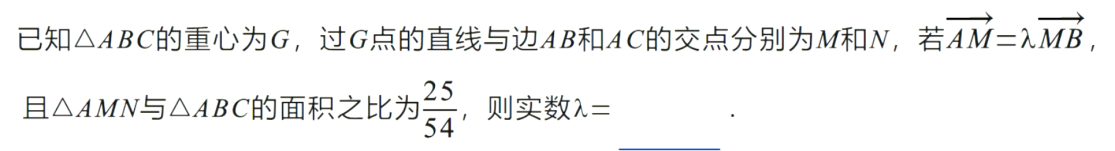 已知△ABC的重心为G，过G点的直线与边AB和AC的交点分别为M和N，若$\overrightarrow{AM}=\lambda\overrightarrow{MB}$，
且△AMN与△ABC的面积之比为$\frac{25}{54}$，则实数λ=______．